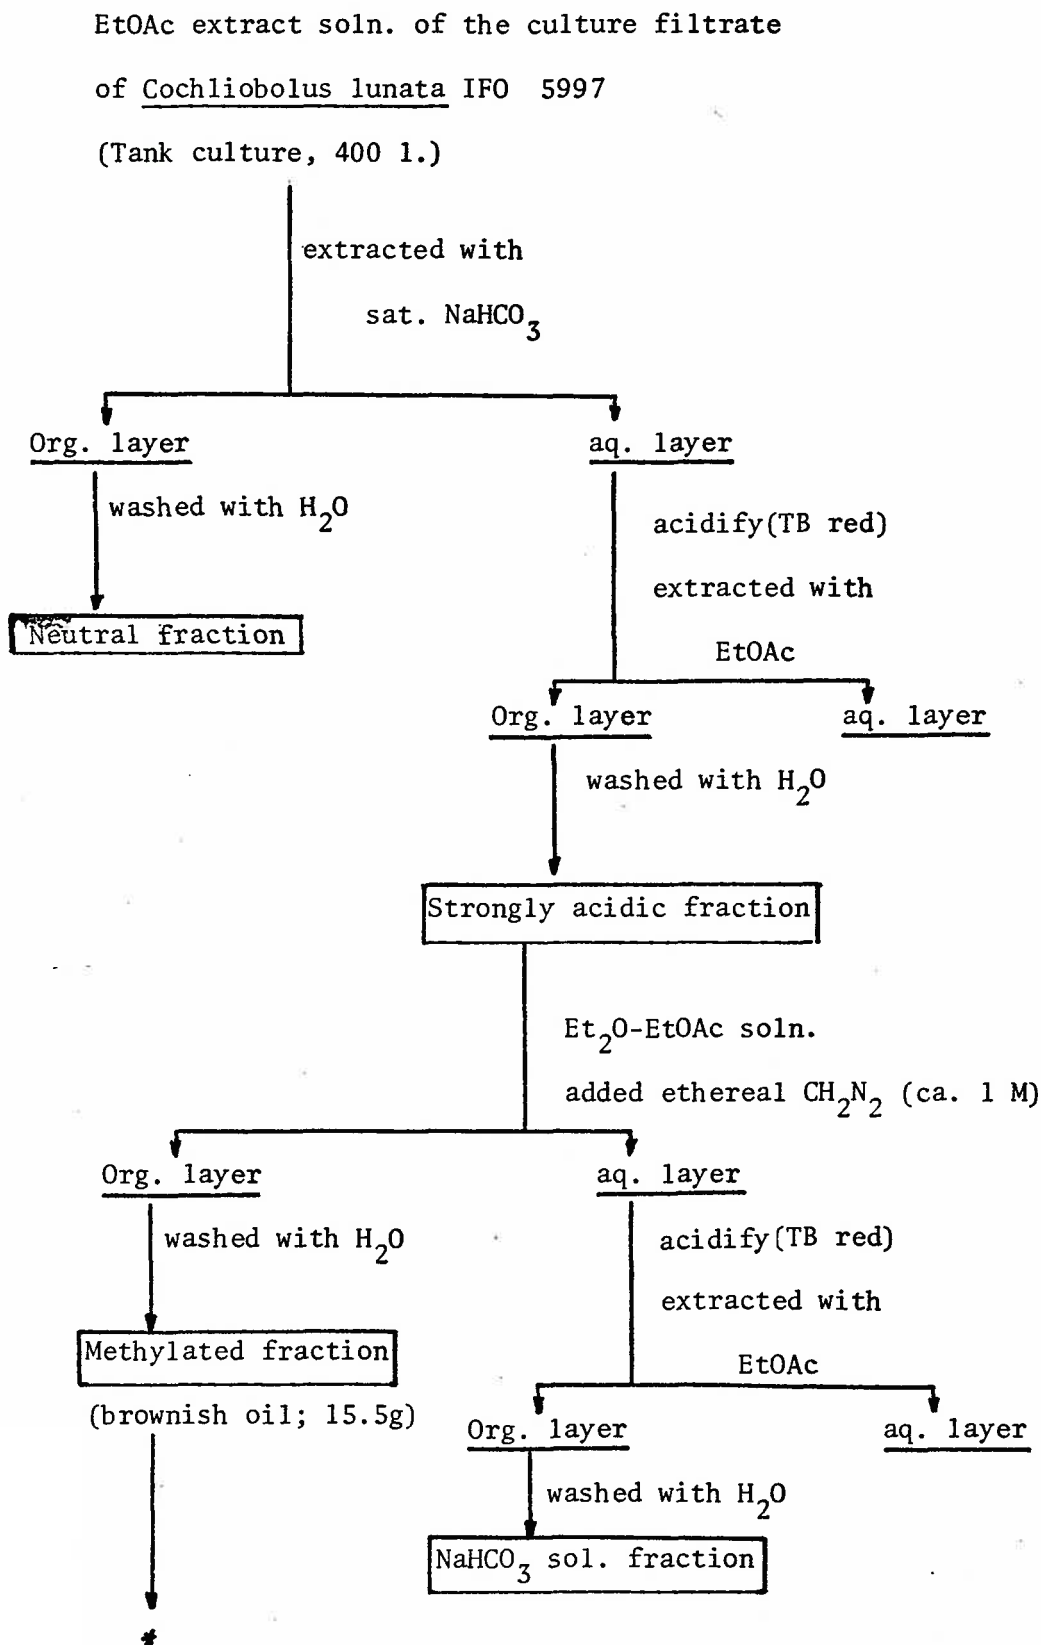 EtOAc extract soln. of the culture filtrate
of Cochliobolus lunata IFO 5997
(Tank culture, 400 l.)
extracted with
sat. NaHCO3
Org. layer
aq. layer
washed with H2O
acidify(TB red)
extracted with
EtOAc
Neutral fraction
Org. layer
aq. layer
washed with H2O
Strongly acidic fraction
Et2O-EtOAc soln.
added ethereal CH2N2 (ca. 1 M)
Org. layer
aq. layer
washed with H2O
acidify(TB red)
extracted with
EtOAc
Methylated fraction
(brownish oil; 15.5g)
Org. layer
aq. layer
washed with H2O
NaHCO3 sol. fraction
*